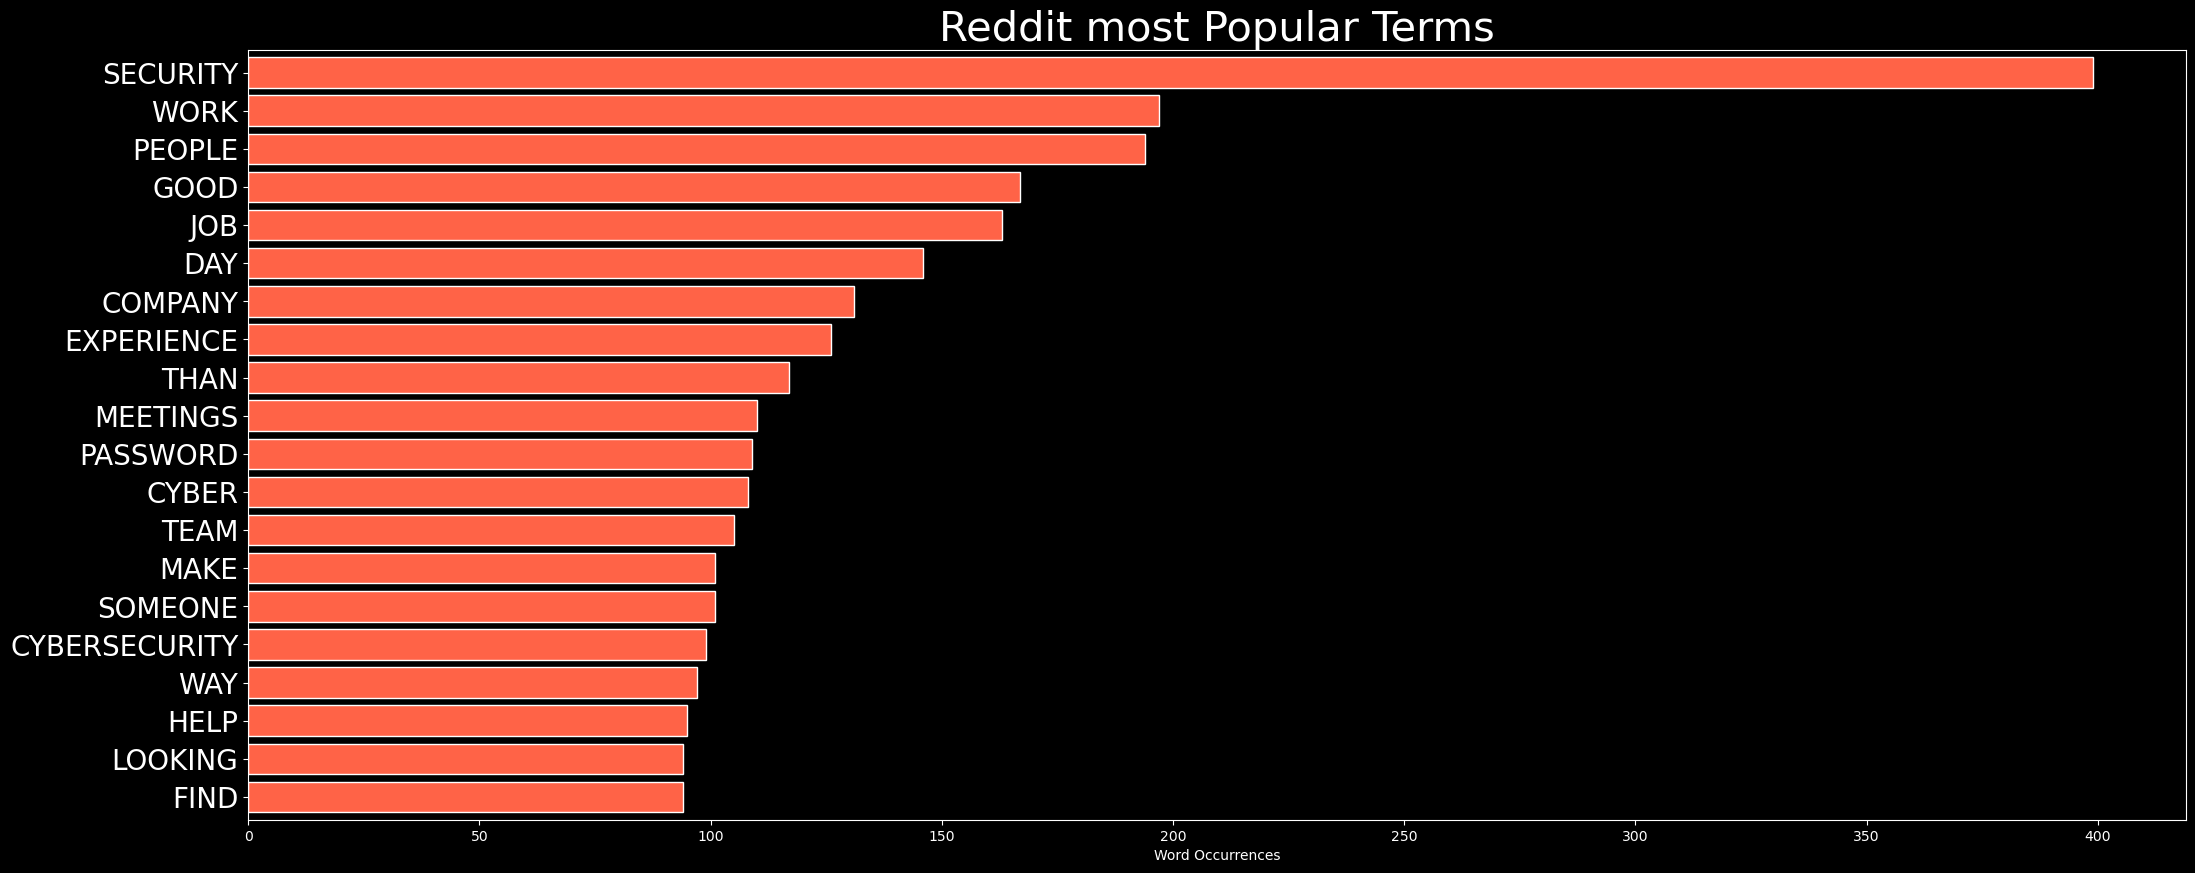 Reddit most Popular Terms
SECURITY
WORK
PEOPLE
GOOD
JOB
DAY
COMPANY
EXPERIENCE
THAN
MEETINGS
PASSWORD
CYBER
TEAM
MAKE
SOMEONE
CYBERSECURITY
WAY
HELP
LOOKING
FIND
0 50 100 150 200 250 300 350 400
Word Occurrences